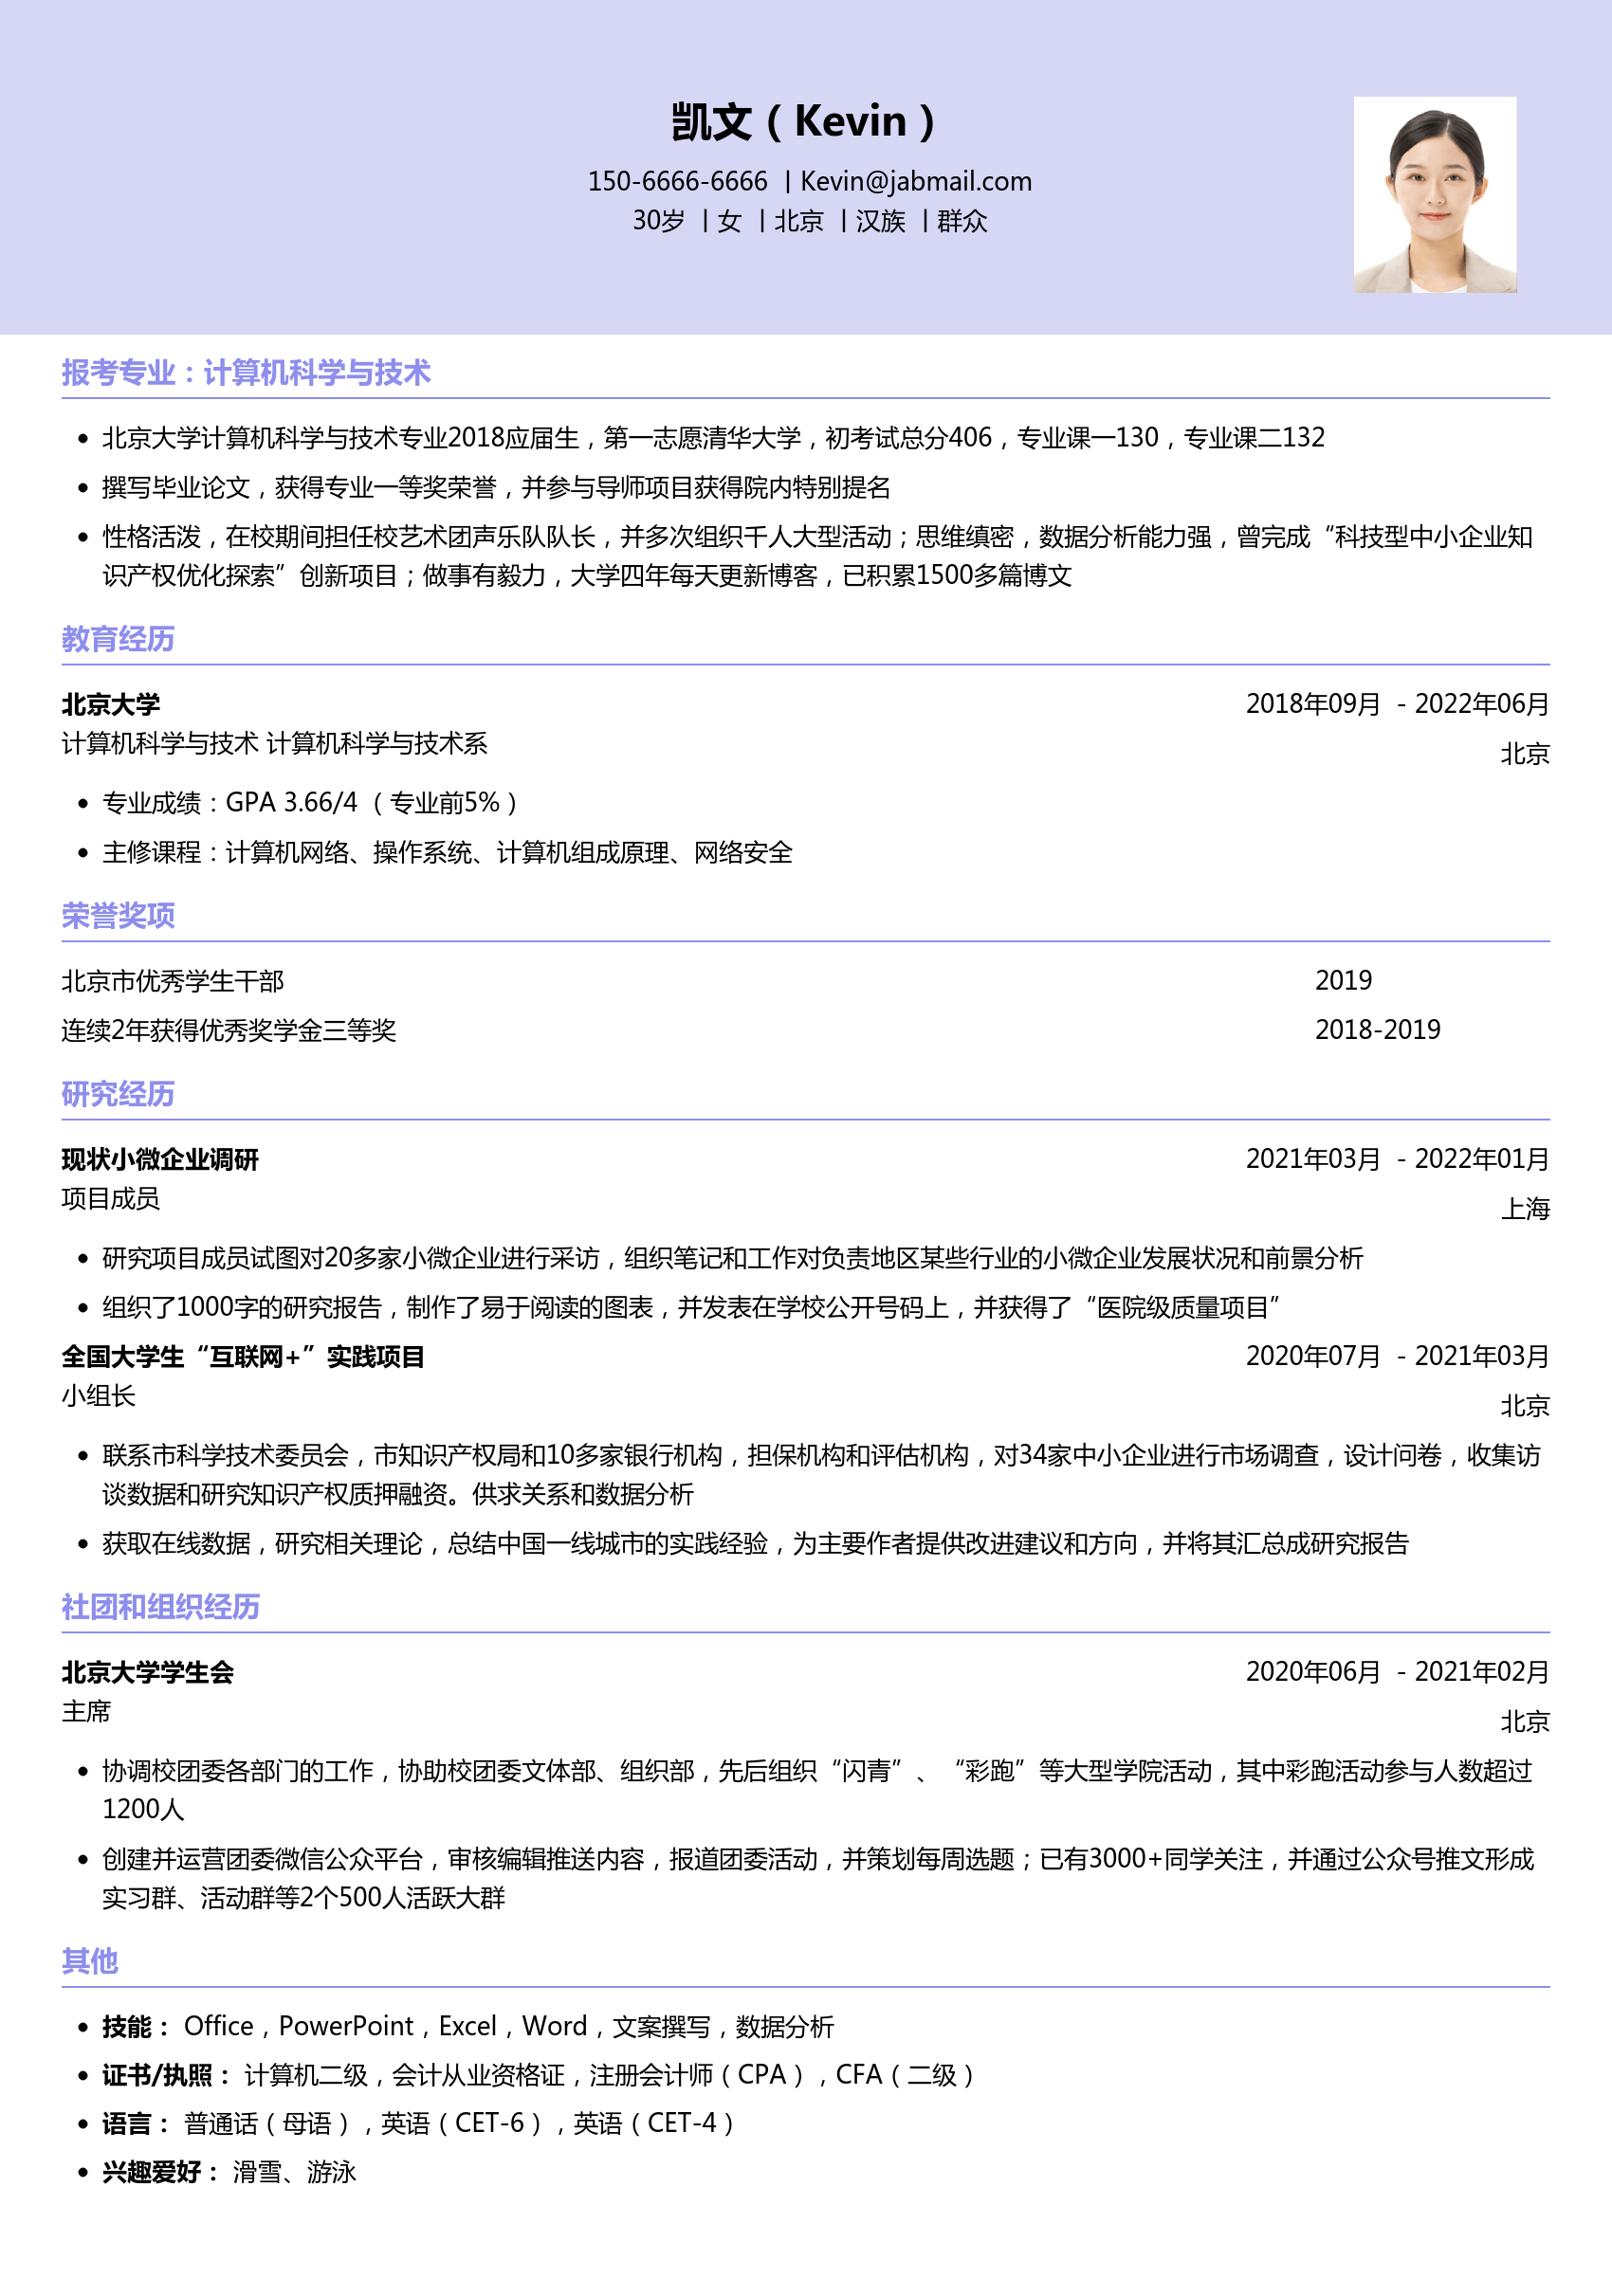 凯文（Kevin）
150-6666-6666 | Kevin@jabmail.com
30岁 | 女 | 北京 | 汉族 | 群众
报考专业：计算机科学与技术
• 北京大学计算机科学与技术专业2018应届生，第一志愿清华大学，初考试总分406，专业课一130，专业课二132
• 撰写毕业论文，获得专业一等奖荣誉，并参与导师项目获得院内特别提名
• 性格活泼，在校期间担任校艺术团声乐队队长，并多次组织千人大型活动；思维缜密，数据分析能力强，曾完成“科技型中小企业知
识产权优化探索”创新项目；做事有毅力，大学四年每天更新博客，已积累1500多篇博文
教育经历
北京大学 2018年09月 - 2022年06月
计算机科学与技术 计算机科学与技术系 北京
• 专业成绩：GPA 3.66/4 （专业前5%）
• 主修课程：计算机网络、操作系统、计算机组成原理、网络安全
荣誉奖项
北京市优秀学生干部 2019
连续2年获得优秀奖学金三等奖 2018-2019
研究经历
现状小微企业调研 2021年03月 - 2022年01月
项目成员 上海
• 研究项目成员试图对20多家小微企业进行采访，组织笔记和工作对负责地区某些行业的小微企业发展状况和前景分析
• 组织了1000字的研究报告，制作了易于阅读的图表，并发表在学校公开号码上，并获得了“医院级质量项目”
全国大学生“互联网+”实践项目 2020年07月 - 2021年03月
小组长 北京
• 联系市科学技术委员会，市知识产权局和10多家银行机构，担保机构和评估机构，对34家中小企业进行市场调查，设计问卷，收集访
谈数据和研究知识产权质押融资。供求关系和数据分析
• 获取在线数据，研究相关理论，总结中国一线城市的实践经验，为主要作者提供改进建议和方向，并将其汇总成研究报告
社团和组织经历
北京大学学生会 2020年06月 - 2021年02月
主席 北京
• 协调校团委各部门的工作，协助校团委文体部、组织部，先后组织“闪青”、“彩跑”等大型学院活动，其中彩跑活动参与人数超过
1200人
• 创建并运营团委微信公众平台，审核编辑推送内容，报道团委活动，并策划每周选题；已有3000+同学关注，并通过公众号推文形成
实习群、活动群等2个500人活跃大群
其他
• 技能： Office，PowerPoint，Excel，Word，文案撰写，数据分析
• 证书/执照： 计算机二级，会计从业资格证，注册会计师（CPA），CFA（二级）
• 语言： 普通话（母语），英语（CET-6），英语（CET-4）
• 兴趣爱好： 滑雪、游泳